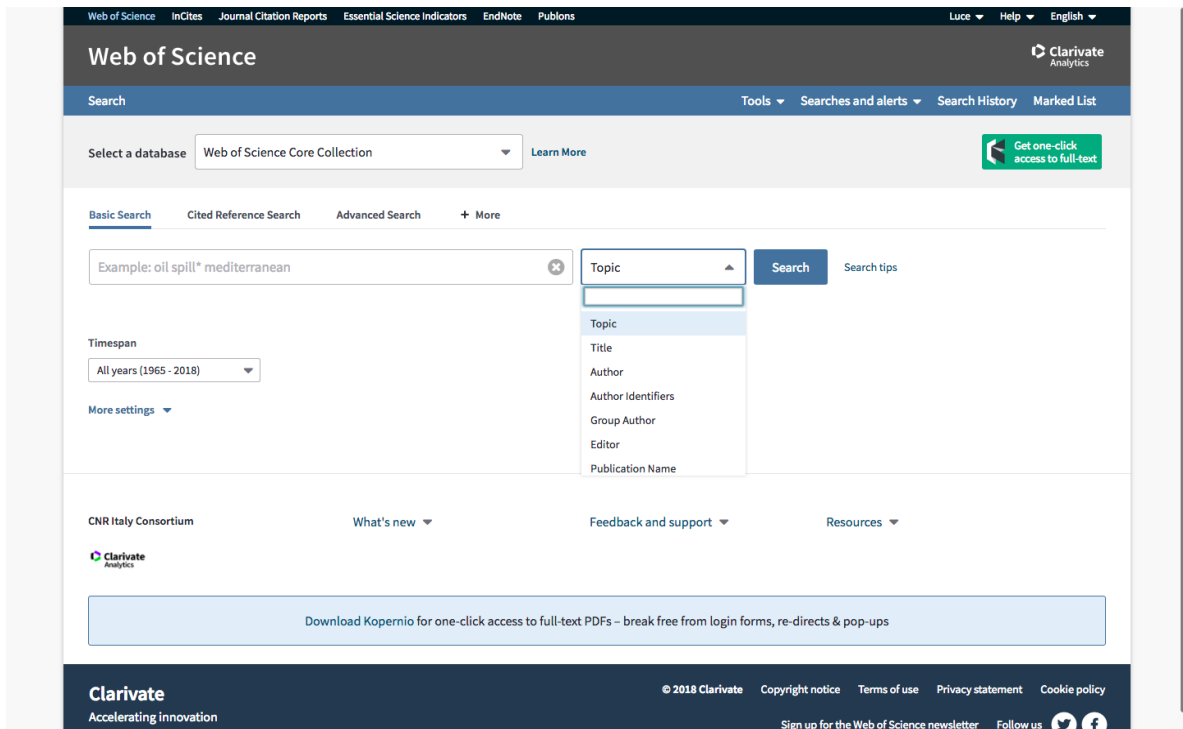 Web of Science InCites Journal Citation Reports Essential Science Indicators EndNote Publons Luce Help English
Web of Science
Clarivate
Analytics
Search Tools Searches and alerts Search History Marked List
Select a database Web of Science Core Collection Learn More
Get one-click
access to full-text
Basic Search Cited Reference Search Advanced Search + More
Example: oil spill* mediterranean Topic Search Search tips
Topic
Title
Author
Author Identifiers
Group Author
Editor
Publication Name
Timespan
All years (1965 - 2018)
More settings
CNR Italy Consortium What's new Feedback and support Resources
Clarivate
Analytics
Download Kopernio for one-click access to full-text PDFs – break free from login forms, re-directs & pop-ups
Clarivate
Accelerating innovation
© 2018 Clarivate Copyright notice Terms of use Privacy statement Cookie policy
Sign up for the Web of Science newsletter Follow us